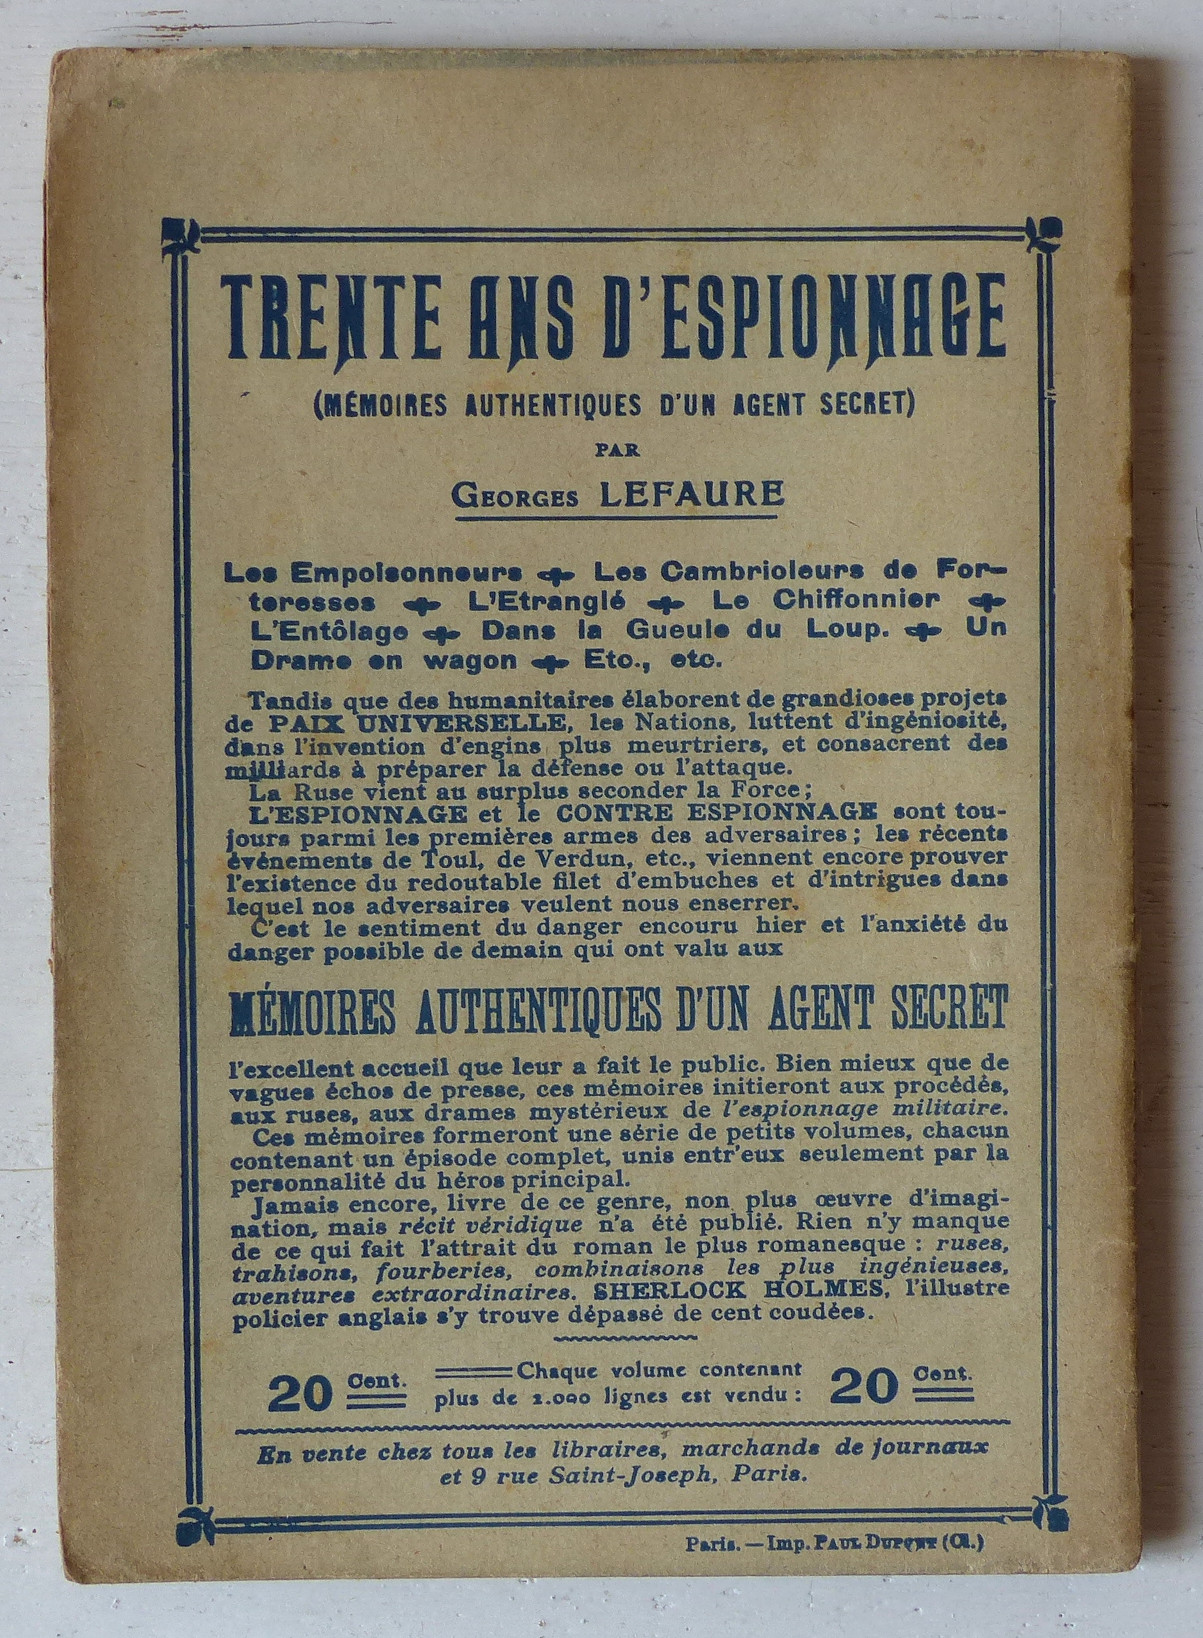 TRENTE ANS D'ESPIONNAGE
(MÉMOIRES AUTHENTIQUES D'UN AGENT SECRET)
PAR
GEORGES LEFAURE
Les Empoisonneurs Les Cambrioleurs de For-
teresses L'Etranglé Le Chiffonnier
L'Entôlage Dans la Gueule du Loup. Un
Drame en wagon Etc., etc.
Tandis que des humanitaires élaborent de grandioses projets
de PAIX UNIVERSELLE, les Nations, luttent d'ingéniosité,
dans l'invention d'engins plus meurtriers, et consacrent des
milliards à préparer la défense ou l'attaque.
La Ruse vient au surplus seconder la Force;
L'ESPIONNAGE et le CONTRE ESPIONNAGE sont tou-
jours parmi les premières armes des adversaires; les récents
événements de Toul, de Verdun, etc., viennent encore prouver
l'existence du redoutable filet d'embuches et d'intrigues dans
lequel nos adversaires veulent nous enserrer.
C'est le sentiment du danger encouru hier et l'anxiété du
danger possible de demain qui ont valu aux
MÉMOIRES AUTHENTIQUES D'UN AGENT SECRET
l'excellent accueil que leur a fait le public. Bien mieux que de
vagues échos de presse, ces mémoires initieront aux procédés,
aux ruses, aux drames mystérieux de l'espionnage militaire.
Ces mémoires formeront une série de petits volumes, chacun
contenant un épisode complet, unis entr'eux seulement par la
personnalité du héros principal.
Jamais encore, livre de ce genre, non plus œuvre d'imagi-
nation, mais récit véridique n'a été publié. Rien n'y manque
de ce qui fait l'attrait du roman le plus romanesque : ruses,
trahisons, fourberies, combinaisons les plus ingénieuses,
aventures extraordinaires. SHERLOCK HOLMES, l'illustre
policier anglais s'y trouve dépassé de cent coudées.
20 Cent. Chaque volume contenant 20 Cent.
plus de 2.000 lignes est vendu :
En vente chez tous les libraires, marchands de journaux
et 9 rue Saint-Joseph, Paris.
Paris. — Imp. PAUL DUPONT (Cl.)